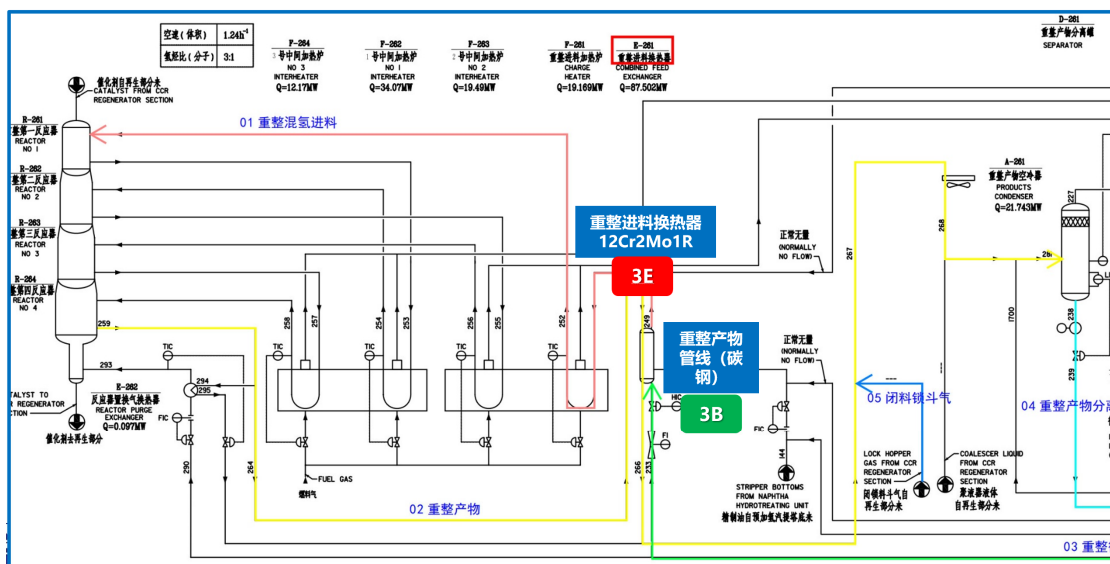 空速(体积) 1.24h⁻¹
氢烃比(分子) 3:1
F-264
3号中间加热炉
NO 3
INTERHEATER
Q=12.17MW
F-262
1号中间加热炉
NO 1
INTERHEATER
Q=34.07MW
F-263
2号中间加热炉
NO 2
INTERHEATER
Q=19.49MW
F-261
重整进料加热炉
CHARGE
HEATER
Q=19.169MW
E-261
重整进料换热器
COMBINED FEED
EXCHANGER
Q=87.502MW
D-261
重整产物分离罐
SEPARATOR
催化剂自再生部分来
CATALYST FROM CCR
REGENERATOR SECTION
R-261
整第一反应器
REACTOR
NO 1
R-262
整第二反应器
REACTOR
NO 2
R-263
整第三反应器
REACTOR
NO 3
R-264
整第四反应器
REACTOR
NO 4
01 重整混氢进料
A-261
重整产物空冷器
PRODUCTS
CONDENSER
Q=21.743MW
227
268
267
重整进料换热器
12Cr2Mo1R
3E
正常无量
(NORMALLY
NO FLOW)
259
258
257
254
253
256
255
252
249
1700
238
239
重整产物
管线(碳
钢)
3B
正常无量
(NORMALLY
NO FLOW)
TIC
TIC
TIC
TIC
TIC
293
294
295
ATALYST TO
R REGENERATOR
SECTION
催化剂去再生部分
E-262
反应器置换气换热器
REACTOR PURGE
EXCHANGER
Q=0.097MW
FIC
HIC
FIC
FI
05 闭料锁斗气
04 重整产物分离
290
264
266
233
144
FUEL GAS
燃料气
STRIPPER BOTTOMS
FROM NAPHTHA
HYDROTREATING UNIT
精制油自预加氢汽提塔底来
LOCK HOPPER
GAS FROM CCR
REGENERATOR
SECTION
闭锁料斗气自
再生部分来
COALESCER LIQUID
FROM CCR
REGENERATOR
SECTION
聚液器液体
自再生部分来
02 重整产物
03 重整